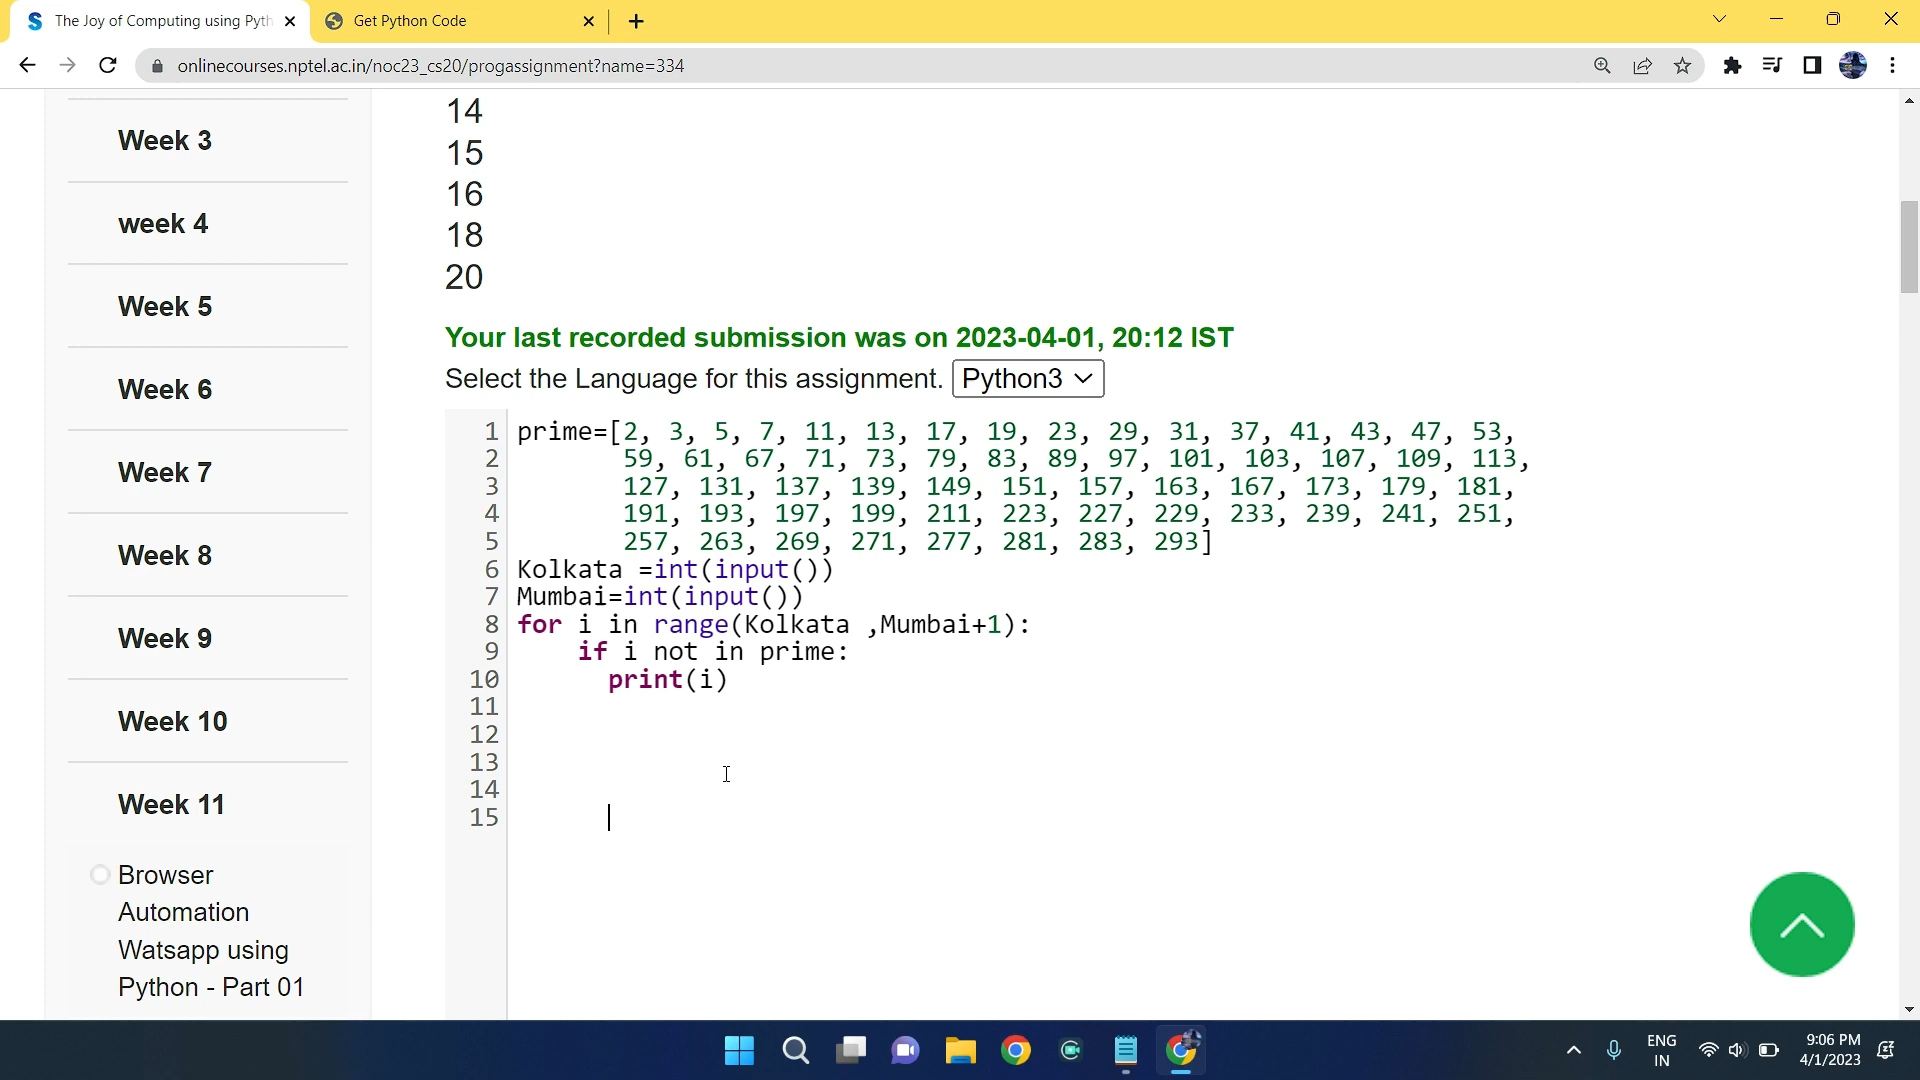 The Joy of Computing using Pyth
Get Python Code
onlinecourses.nptel.ac.in/noc23_cs20/progassignment?name=334
Week 3
week 4
Week 5
Week 6
Week 7
Week 8
Week 9
Week 10
Week 11
Browser
Automation
Watsapp using
Python - Part 01
14
15
16
18
20
Your last recorded submission was on 2023-04-01, 20:12 IST
Select the Language for this assignment. Python3
1 prime=[2, 3, 5, 7, 11, 13, 17, 19, 23, 29, 31, 37, 41, 43, 47, 53,
2 59, 61, 67, 71, 73, 79, 83, 89, 97, 101, 103, 107, 109, 113,
3 127, 131, 137, 139, 149, 151, 157, 163, 167, 173, 179, 181,
4 191, 193, 197, 199, 211, 223, 227, 229, 233, 239, 241, 251,
5 257, 263, 269, 271, 277, 281, 283, 293]
6 Kolkata =int(input())
7 Mumbai=int(input())
8 for i in range(Kolkata ,Mumbai+1):
9 if i not in prime:
10 print(i)
11
12
13
14
15
ENG
IN
9:06 PM
4/1/2023